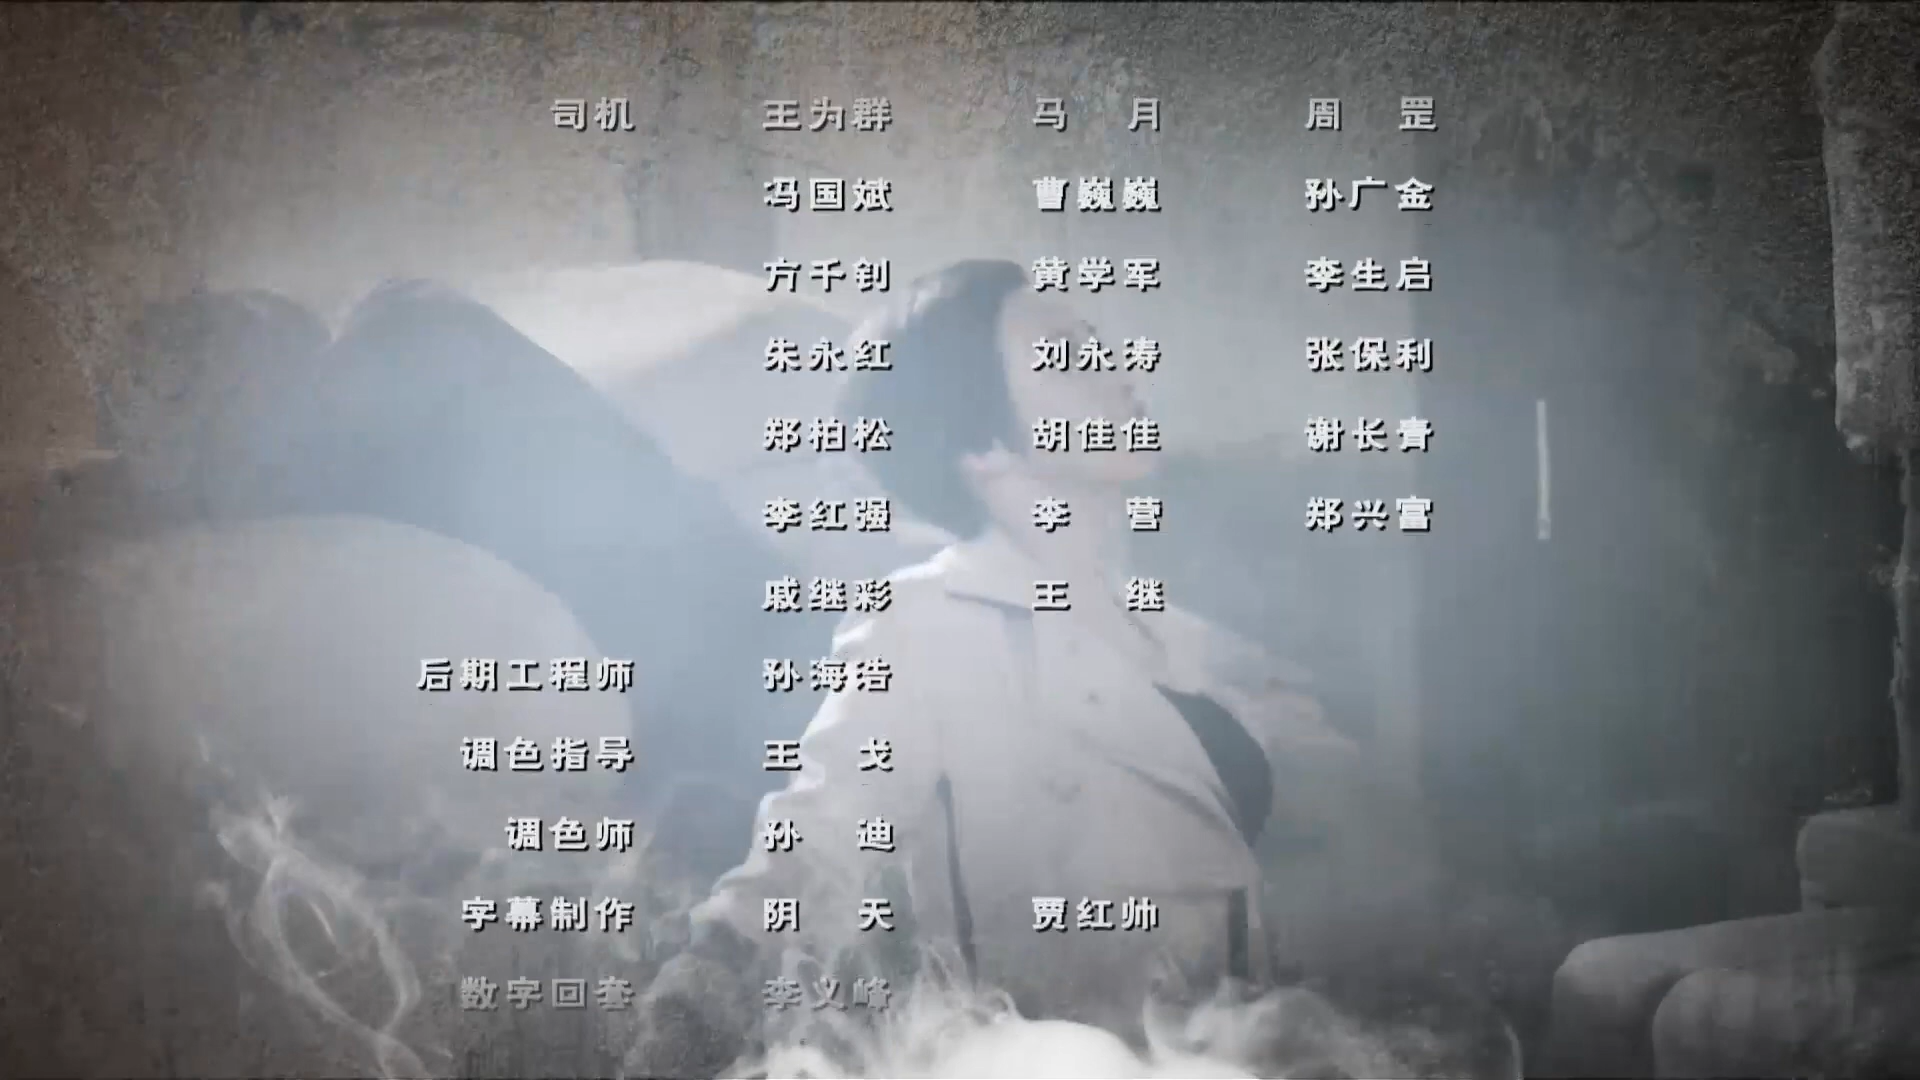 司机 王为群 马月 周罡
冯国斌 曹巍巍 孙广金
方千钊 黄学军 李生启
朱永红 刘永涛 张保利
郑柏松 胡佳佳 谢长青
李红强 李营 郑兴富
戚继彩 王继
后期工程师 孙海浩
调色指导 王戈
调色师 孙迪
字幕制作 阴天 贾红帅
数字回套 李义峰